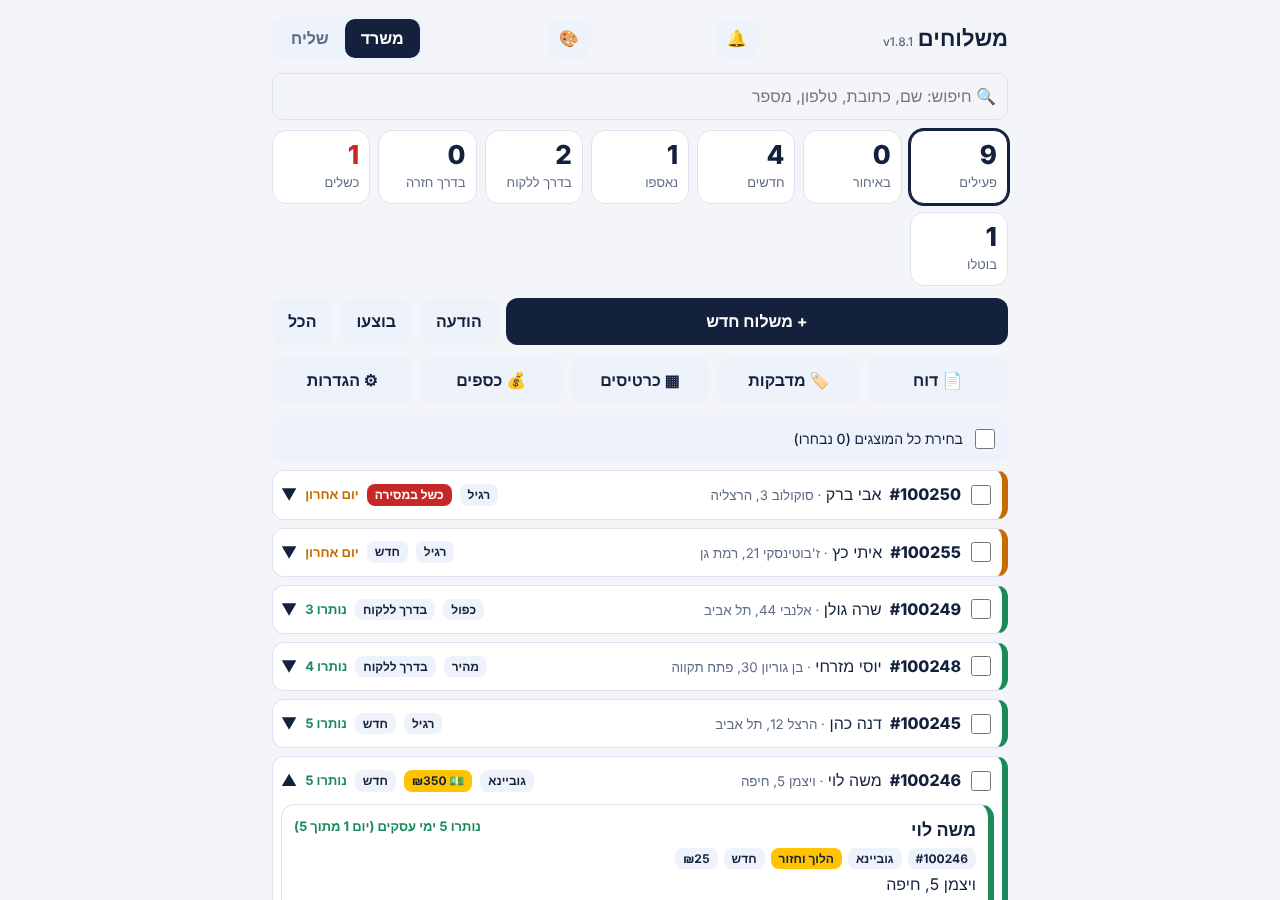 משלוחים v1.8.1 🔔 🎨 משרד שליח
🔍 חיפוש: שם, כתובת, טלפון, מספר
9 0 4 1 2 0 1
פעילים באיחור חדשים נאספו בדרך ללקוח בדרך חזרה כשלים
1
בוטלו
+ משלוח חדש הודעה בוצעו הכל
📄 דוח 🏷️ מדבקות ▦ כרטיסים 💰 כספים ⚙ הגדרות
בחירת כל המוצגים (0 נבחרו)
#100250 אבי ברק · סוקולוב 3, הרצליה רגיל כשל במסירה יום אחרון ▼
#100255 איתי כץ · ז'בוטינסקי 21, רמת גן רגיל חדש יום אחרון ▼
#100249 שרה גולן · אלנבי 44, תל אביב כפול בדרך ללקוח נותרו 3 ▼
#100248 יוסי מזרחי · בן גוריון 30, פתח תקווה מהיר בדרך ללקוח נותרו 4 ▼
#100245 דנה כהן · הרצל 12, תל אביב רגיל חדש נותרו 5 ▼
#100246 משה לוי · ויצמן 5, חיפה גוביינא 💵 ₪350 חדש נותרו 5 ▲
משה לוי נותרו 5 ימי עסקים (יום 1 מתוך 5)
#100246 גוביינא הלוך וחזור חדש ₪25
ויצמן 5, חיפה